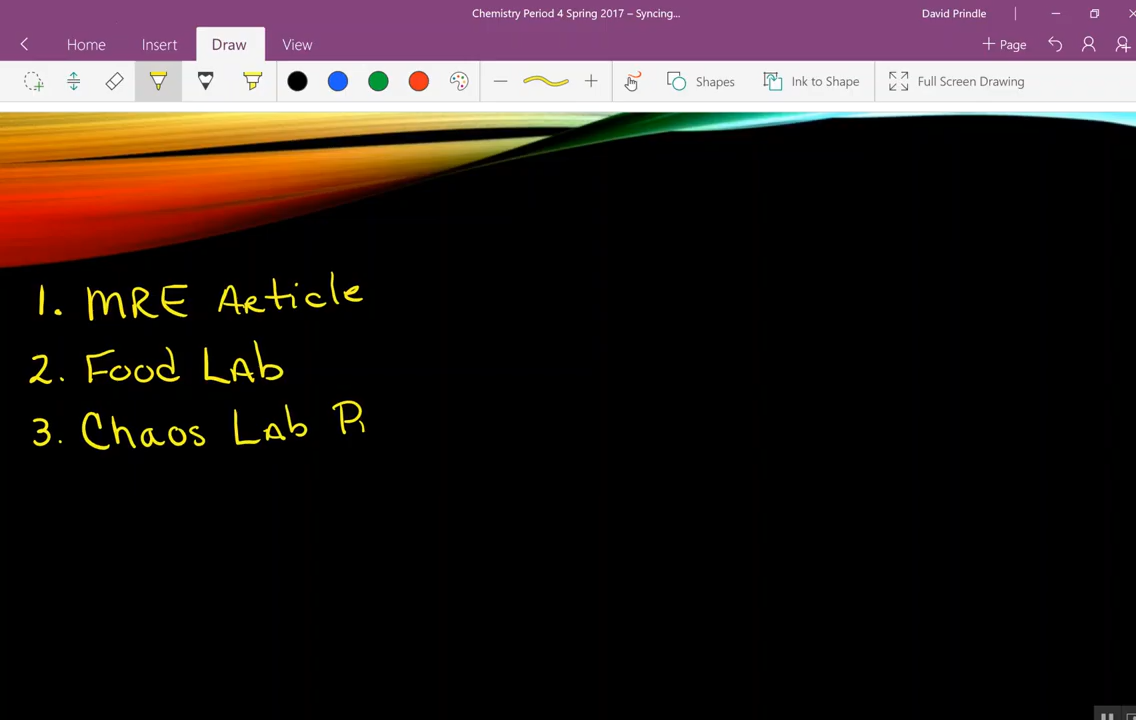 Chemistry Period 4 Spring 2017 – Syncing...
David Prindle
Home Insert Draw View
Page
Shapes Ink to Shape Full Screen Drawing
1. MRE Article
2. Food LAb
3. Chaos LAb